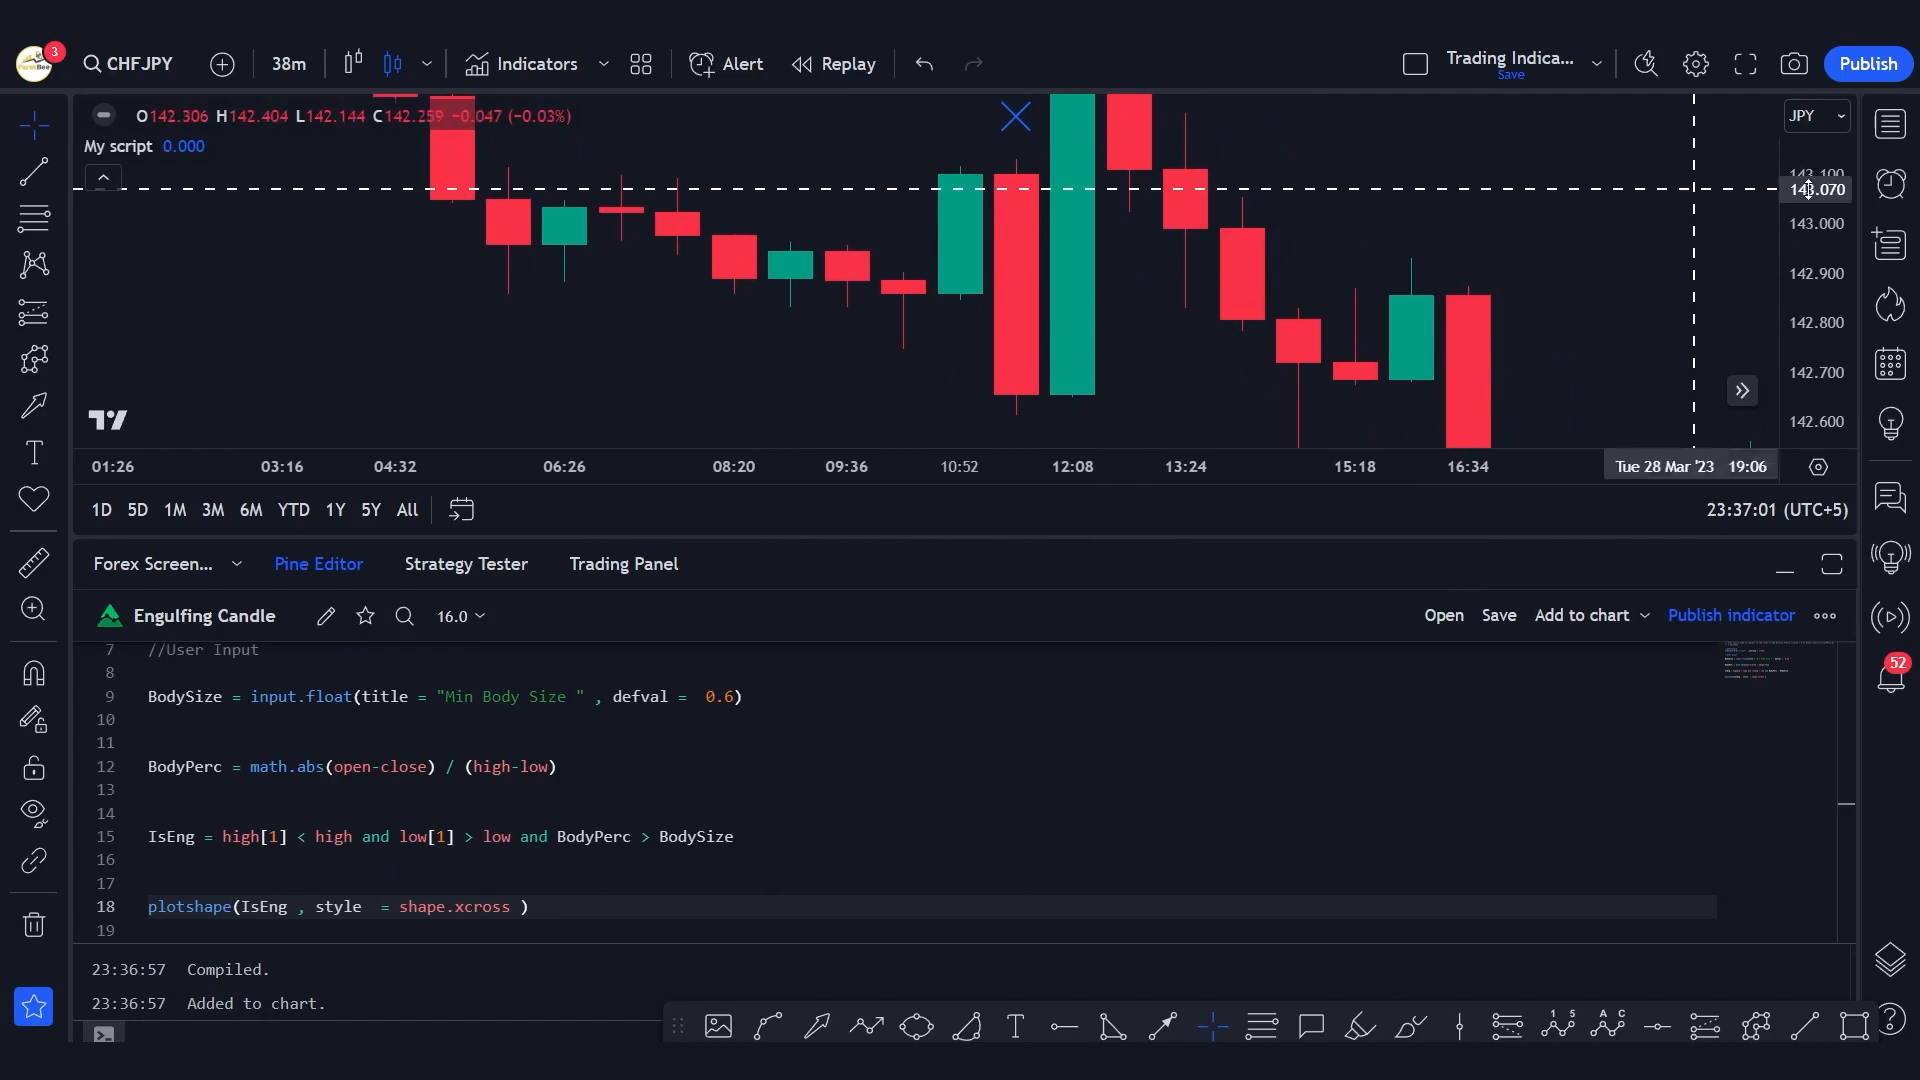 3
CHFJPY
38m
Indicators
Alert
Replay
Trading Indica...
Save
Publish
O142.306 H142.404 L142.144 C142.259 −0.047 (−0.03%)
JPY
My script 0.000
143.100
143.070
143.000
142.900
142.800
142.700
142.600
01:26 03:16 04:32 06:26 08:20 09:36 10:52 12:08 13:24 15:18 16:34 Tue 28 Mar '23 19:06
1D 5D 1M 3M 6M YTD 1Y 5Y All
23:37:01 (UTC+5)
Forex Screen... Pine Editor Strategy Tester Trading Panel
Engulfing Candle 16.0 Open Save Add to chart Publish indicator
7 //User Input
8
9 BodySize = input.float(title = "Min Body Size " , defval = 0.6)
10
11
12 BodyPerc = math.abs(open-close) / (high-low)
13
14
15 IsEng = high[1] < high and low[1] > low and BodyPerc > BodySize
16
17
18 plotshape(IsEng , style = shape.xcross )
19
52
23:36:57 Compiled.
23:36:57 Added to chart.